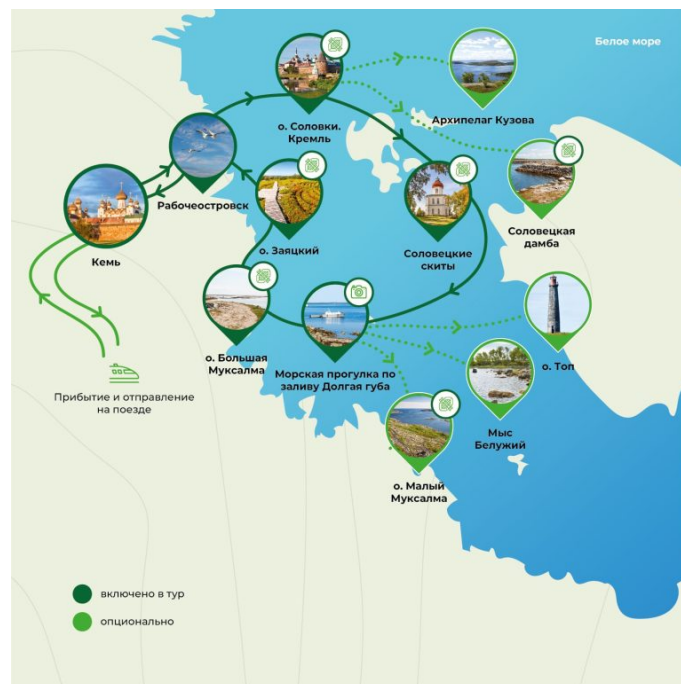 Белое море
о. Соловки.
Кремль
Архипелаг Кузова
Рабочеостровск
Соловецкая
дамба
о. Заяцкий
Соловецкие
скиты
Кемь
о. Большая
Муксалма
Морская прогулка по
заливу Долгая губа
о. Топ
Прибытие и отправление
на поезде
Мыс
Белужий
о. Малый
Муксалма
включено в тур
опционально